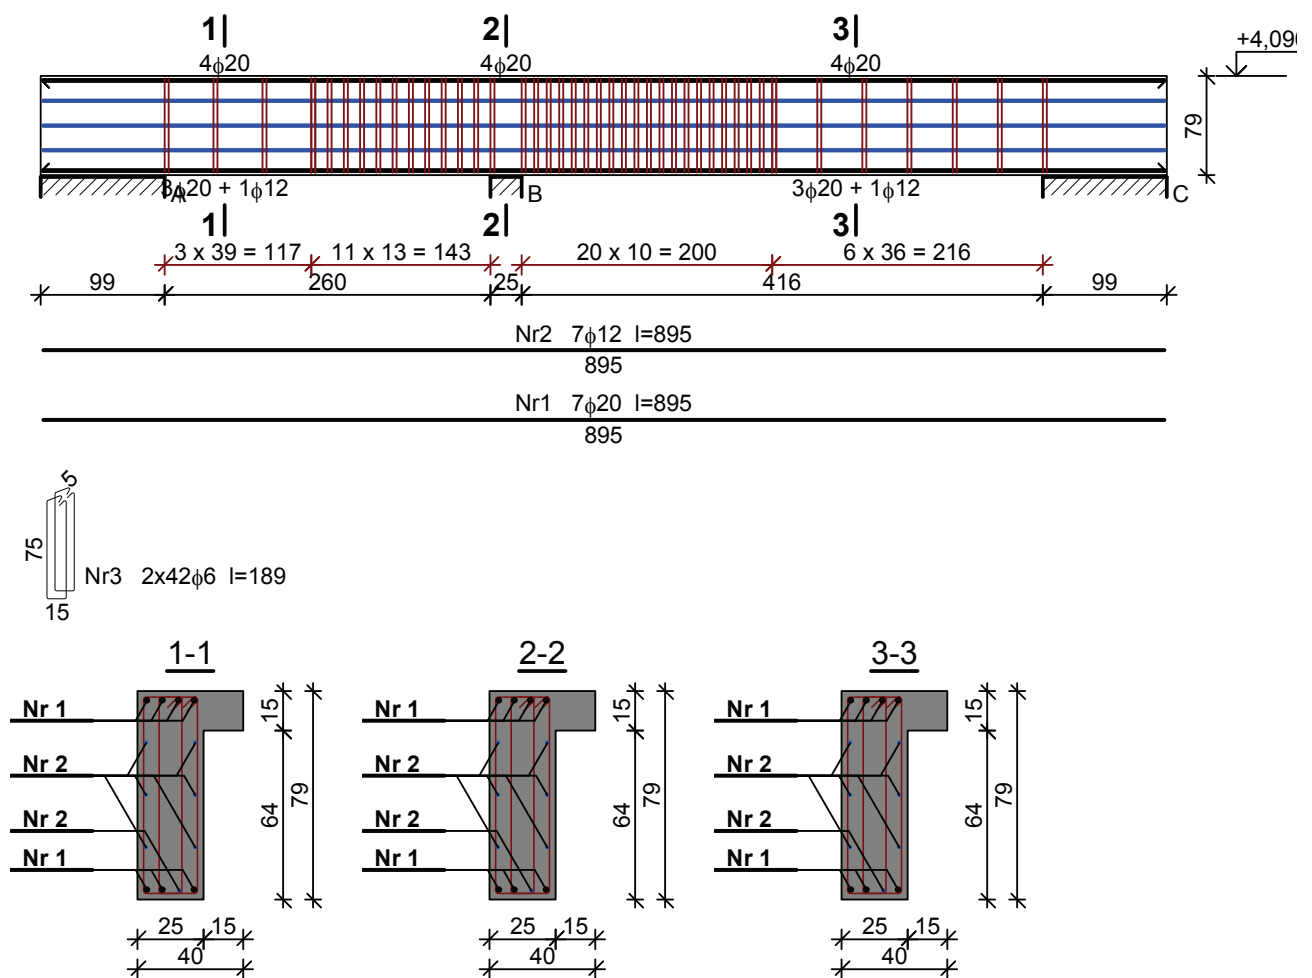 1 2 3
4ϕ20 4ϕ20 4ϕ20
+4,090
79
3ϕ20 + 1ϕ12 3ϕ20 + 1ϕ12
A B C
1 2 3
3 x 39 = 117 11 x 13 = 143 20 x 10 = 200 6 x 36 = 216
99 260 25 416 99
Nr2 7ϕ12 l=895
895
Nr1 7ϕ20 l=895
895
5
75
Nr3 2x42ϕ6 l=189
15
1-1 2-2 3-3
Nr 1 15 Nr 1 15 Nr 1 15
Nr 2 Nr 2 Nr 2
64 79 64 79 64 79
Nr 2 Nr 2 Nr 2
Nr 1 Nr 1 Nr 1
25 15 25 15 25 15
40 40 40